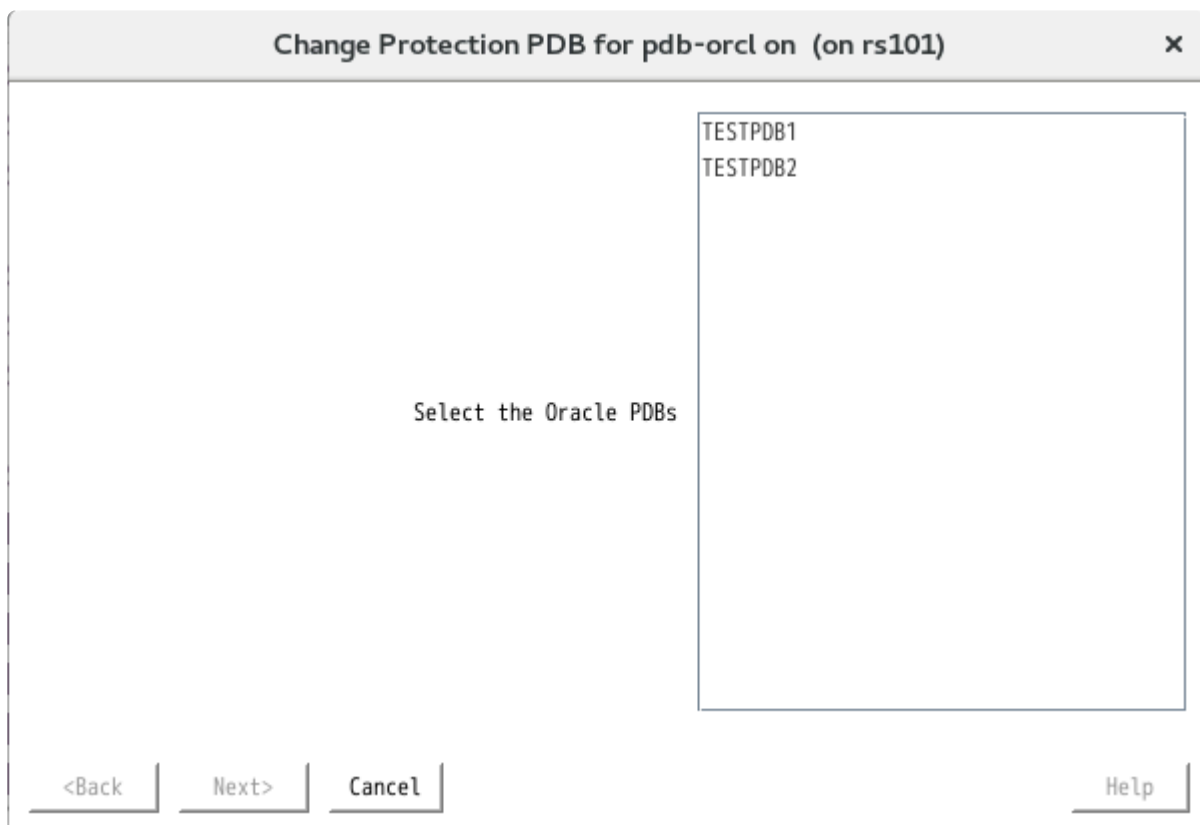 Change Protection PDB for pdb-orcl on (on rs101)
TESTPDB1
TESTPDB2
Select the Oracle PDBs
<Back Next> Cancel Help